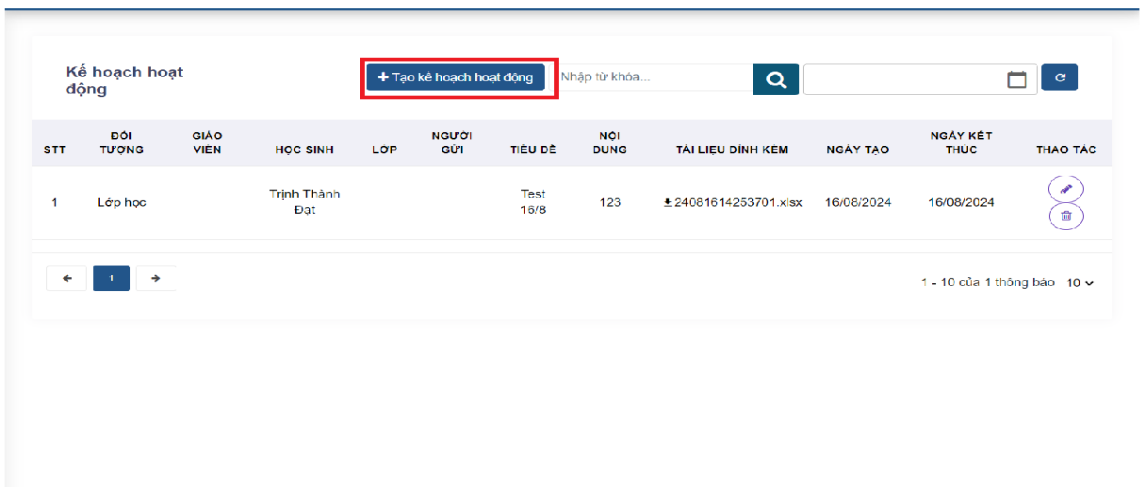 Kế hoạch hoạt động
+ Tạo kế hoạch hoạt động
Nhập từ khóa...
STT ĐỐI TƯỢNG GIÁO VIÊN HỌC SINH LỚP NGƯỜI GỬI TIÊU ĐỀ NỘI DUNG TÀI LIỆU ĐÍNH KÈM NGÀY TẠO NGÀY KẾT THÚC THAO TÁC
1 Lớp học Trịnh Thành Đạt Test 16/8 123 24081614253701.xlsx 16/08/2024 16/08/2024
1
1 - 10 của 1 thông báo 10